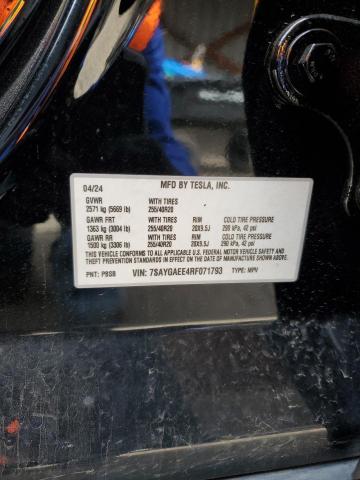 04/24 MFD BY TESLA, INC.
GVWR WITH TIRES
2571 kg (5669 lb) 255/40R20
GAWR FRT WITH TIRES RIM COLD TIRE PRESSURE
1363 kg (3004 lb) 255/40R20 20X9.5J 290 kPa, 42 psi
GAWR RR WITH TIRES RIM COLD TIRE PRESSURE
1500 kg (3306 lb) 255/40R20 20X9.5J 290 kPa, 42 psi
THIS VEHICLE CONFORMS TO ALL APPLICABLE U.S. FEDERAL MOTOR VEHICLE SAFETY AND
THEFT PREVENTION STANDARDS IN EFFECT ON THE DATE OF MANUFACTURE SHOWN ABOVE.
PNT: PBSB VIN: 7SAYGAEE4RF071793 TYPE: MPV